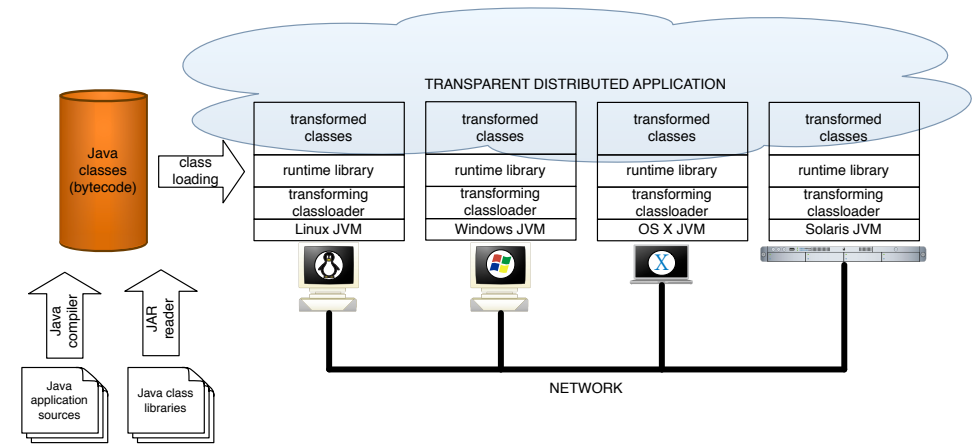 TRANSPARENT DISTRIBUTED APPLICATION
Java
classes
(bytecode)
class
loading
transformed
classes
runtime library
transforming
classloader
Linux JVM
transformed
classes
runtime library
transforming
classloader
Windows JVM
transformed
classes
runtime library
transforming
classloader
OS X JVM
X
transformed
classes
runtime library
transforming
classloader
Solaris JVM
Java
compiler
JAR
reader
Java
application
sources
Java class
libraries
NETWORK